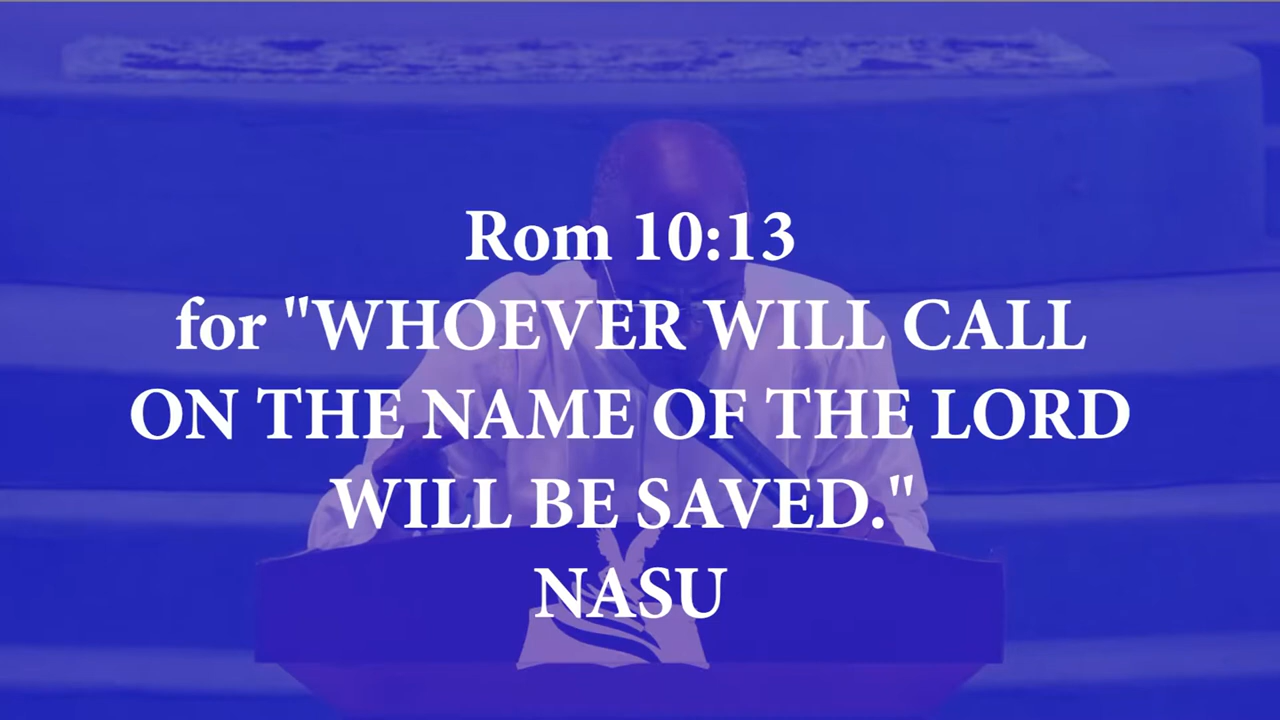 Rom 10:13
for "WHOEVER WILL CALL
ON THE NAME OF THE LORD
WILL BE SAVED."
NASU